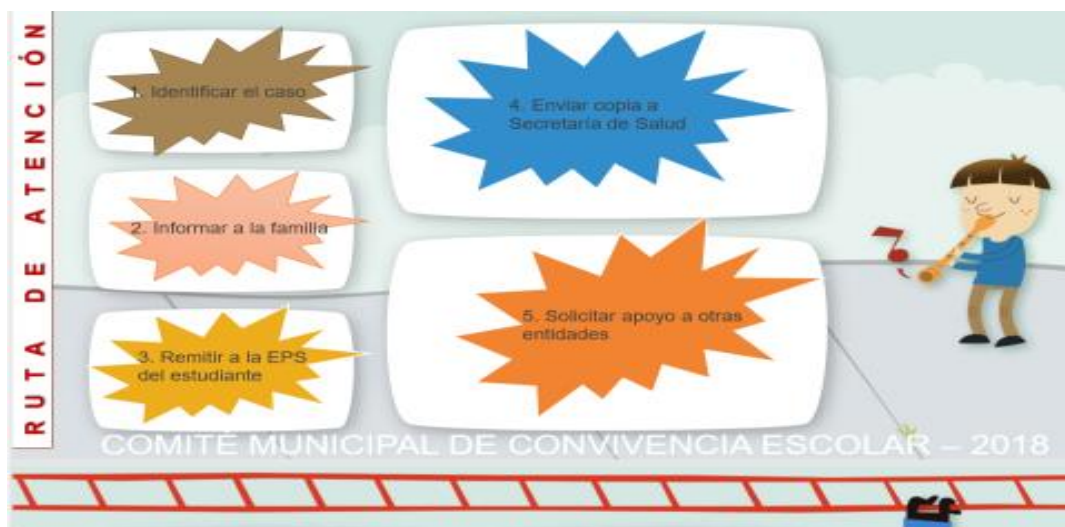 RUTA DE ATENCIÓN
1. Identificar el caso
2. Informar a la familia
3. Remitir a la EPS
del estudiante
4. Enviar copia a
Secretaría de Salud
5. Solicitar apoyo a otras
entidades
COMITÉ MUNICIPAL DE CONVIVENCIA ESCOLAR – 2018